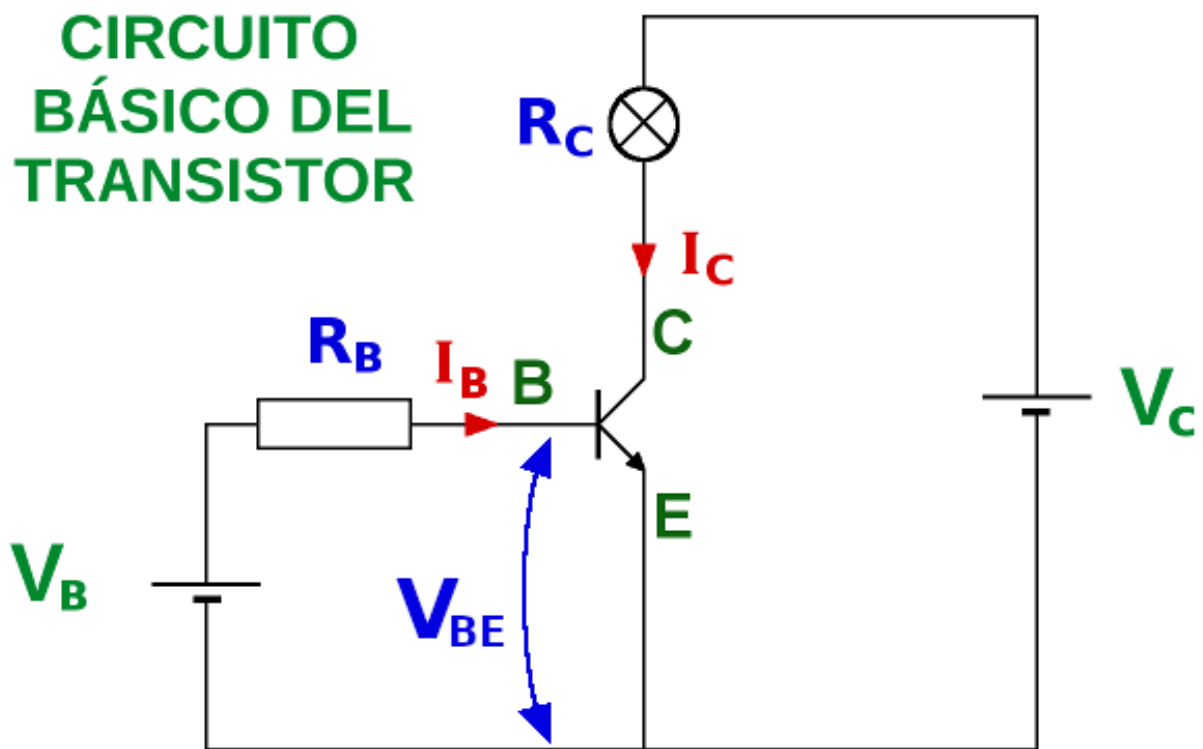 CIRCUITO
BÁSICO DEL
TRANSISTOR
RC
IC
C
RB
IB
B
VC
E
VB
VBE